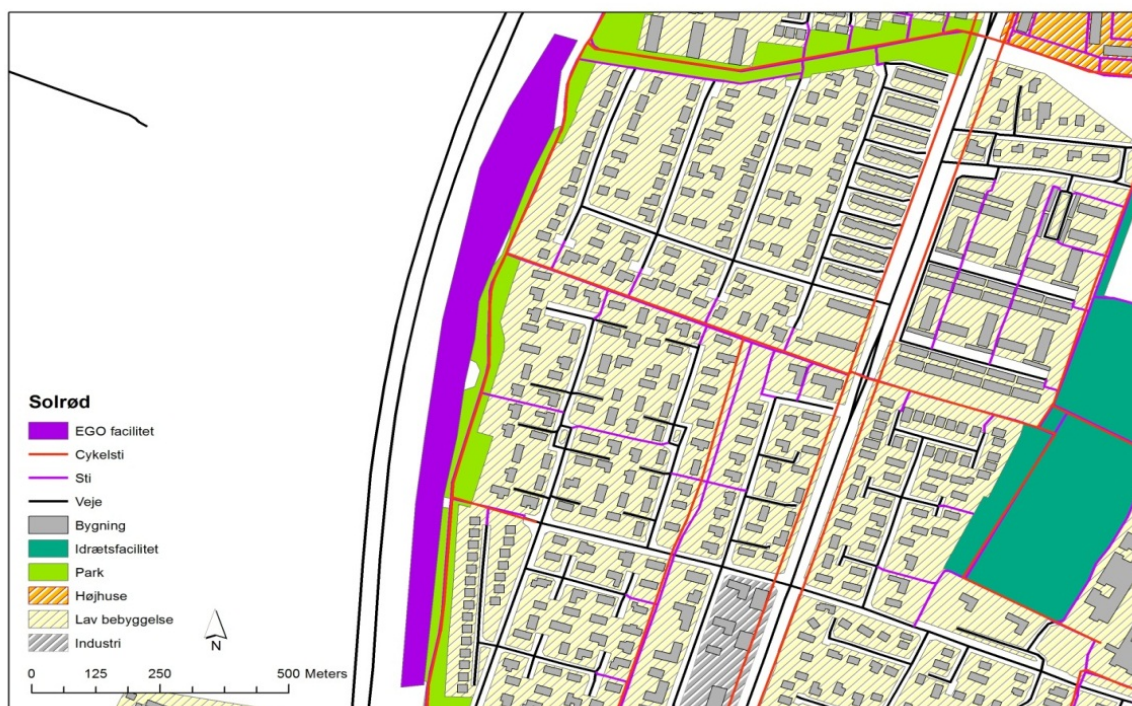 Solrød
EGO facilitet
Cykelsti
Sti
Veje
Bygning
Idrætsfacilitet
Park
Højhuse
Lav bebyggelse
Industri
N
0 125 250 500 Meters